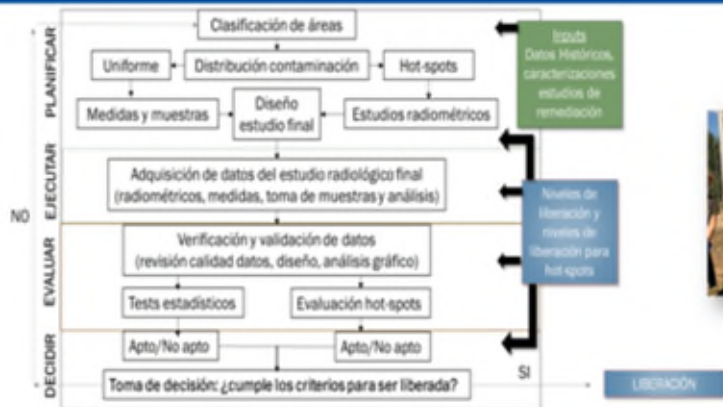 PLANIFICAR
Clasificación de áreas
Uniforme
Distribución contaminación
Hot-spots
Medidas y muestras
Diseño
estudio final
Estudios radiométricos
Inputs
Datos Históricos,
caracterizaciones
estudios de
remediación
EJECUTAR
Adquisición de datos del estudio radiológico final
(radiométricos, medidas, toma de muestras y análisis)
Niveles de
liberación y
niveles de
liberación para
hot-spots
NO
EVALUAR
Verificación y validación de datos
(revisión calidad datos, diseño, análisis gráfico)
Tests estadísticos
Evaluación hot-spots
DECIDIR
Apto/No apto
Apto/No apto
Toma de decisión: ¿cumple los criterios para ser liberada?
SI
LIBERACIÓN